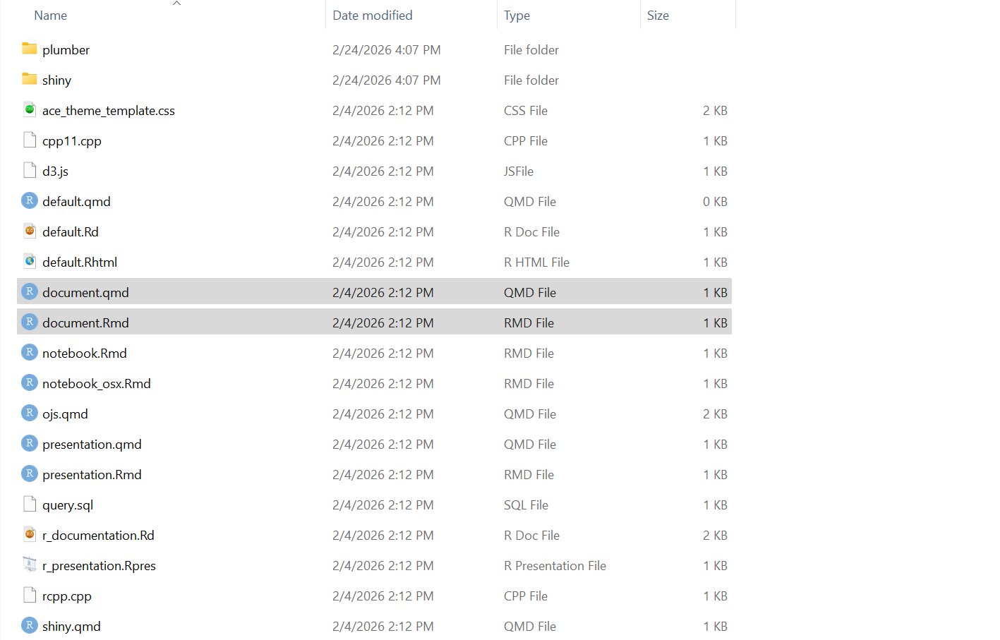 Name Date modified Type Size
plumber 2/24/2026 4:07 PM File folder
shiny 2/24/2026 4:07 PM File folder
ace_theme_template.css 2/4/2026 2:12 PM CSS File 2 KB
cpp11.cpp 2/4/2026 2:12 PM CPP File 1 KB
d3.js 2/4/2026 2:12 PM JSFile 1 KB
R default.qmd 2/4/2026 2:12 PM QMD File 0 KB
Rd default.Rd 2/4/2026 2:12 PM R Doc File 1 KB
default.Rhtml 2/4/2026 2:12 PM R HTML File 1 KB
R document.qmd 2/4/2026 2:12 PM QMD File 1 KB
R document.Rmd 2/4/2026 2:12 PM RMD File 1 KB
R notebook.Rmd 2/4/2026 2:12 PM RMD File 1 KB
R notebook_osx.Rmd 2/4/2026 2:12 PM RMD File 1 KB
R ojs.qmd 2/4/2026 2:12 PM QMD File 2 KB
R presentation.qmd 2/4/2026 2:12 PM QMD File 1 KB
R presentation.Rmd 2/4/2026 2:12 PM RMD File 1 KB
query.sql 2/4/2026 2:12 PM SQL File 1 KB
Rd r_documentation.Rd 2/4/2026 2:12 PM R Doc File 2 KB
R r_presentation.Rpres 2/4/2026 2:12 PM R Presentation File 1 KB
rcpp.cpp 2/4/2026 2:12 PM CPP File 1 KB
R shiny.qmd 2/4/2026 2:12 PM QMD File 1 KB